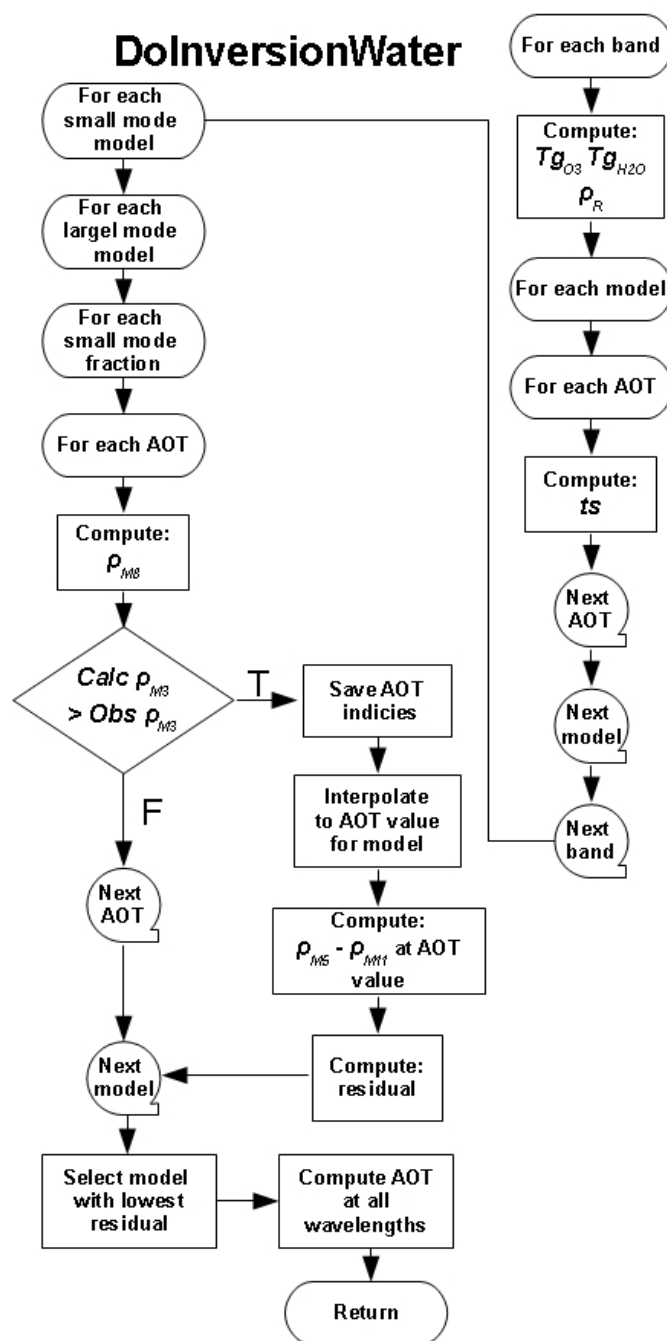 DoInversionWater
For each
small mode
model
For each
largel mode
model
For each
small mode
fraction
For each AOT
Compute:
ρM8
Calc ρM3
> Obs ρM3
T
F
Save AOT
indicies
Interpolate
to AOT value
for model
Compute:
ρM5 - ρM11 at AOT
value
Compute:
residual
Next
AOT
Next
model
Select model
with lowest
residual
Compute AOT
at all
wavelengths
Return
For each band
Compute:
TgO3 TgH2O
ρR
For each model
For each AOT
Compute:
ts
Next
AOT
Next
model
Next
band